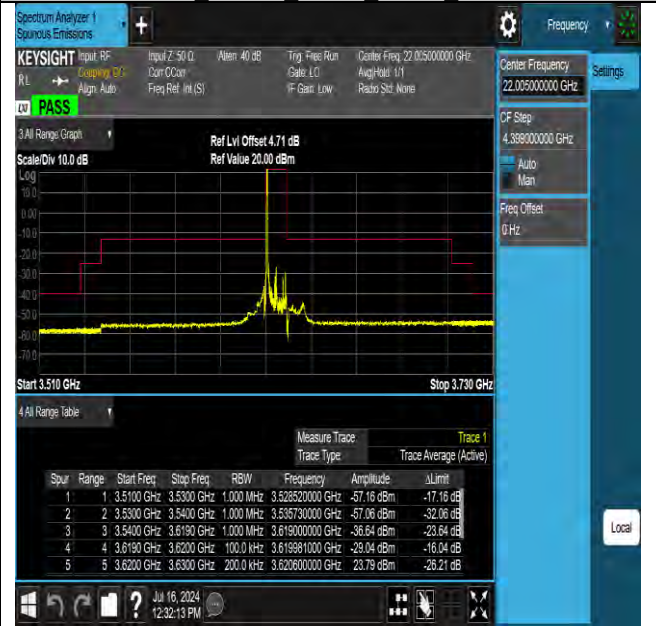 Spectrum Analyzer 1
Spurious Emissions
Frequency
KEYSIGHT Input: RF Input Z: 50 Ω Atten: 40 dB Trig: Free Run Center Freq: 22.005000000 GHz
RL Coupling: DC Corr CCorr Gate: LO Avg|Hold: 1/1
Align: Auto Freq Ref: Int (S) IF Gain: Low Radio Std: None
LXI PASS
Center Frequency
22.005000000 GHz
Settings
CF Step
4.399000000 GHz
Auto
Man
Freq Offset
0 Hz
3 All Range Graph
Ref Lvl Offset 4.71 dB
Scale/Div 10.0 dB Ref Value 20.00 dBm
Log
10.0
0.00
-10.0
-20.0
-30.0
-40.0
-50.0
-60.0
-70.0
Start 3.510 GHz Stop 3.730 GHz
4 All Range Table
Measure Trace Trace 1
Trace Type Trace Average (Active)
Spur Range Start Freq Stop Freq RBW Frequency Amplitude ΔLimit
1 1 3.5100 GHz 3.5300 GHz 1.000 MHz 3.528520000 GHz -57.16 dBm -17.16 dB
2 2 3.5300 GHz 3.5400 GHz 1.000 MHz 3.535730000 GHz -57.06 dBm -32.06 dB
3 3 3.5400 GHz 3.6190 GHz 1.000 MHz 3.619000000 GHz -36.64 dBm -23.64 dB
4 4 3.6190 GHz 3.6200 GHz 100.0 kHz 3.619981000 GHz -29.04 dBm -16.04 dB
5 5 3.6200 GHz 3.6300 GHz 200.0 kHz 3.620600000 GHz 23.79 dBm -26.21 dB
Local
Jul 16, 2024
12:32:13 PM